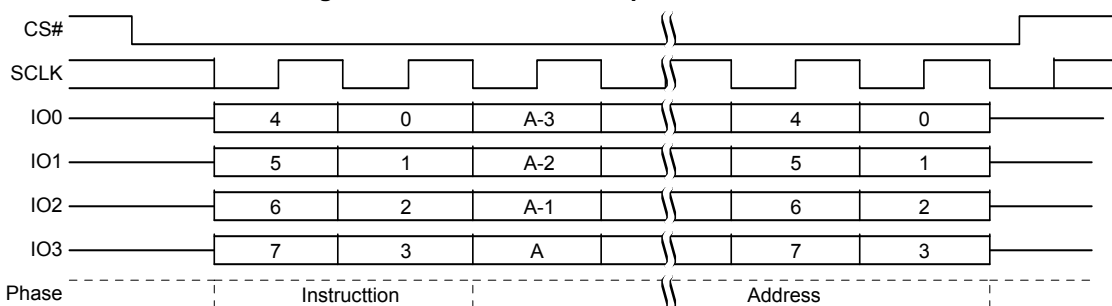 CS#
SCLK
IO0 4 0 A-3 4 0
IO1 5 1 A-2 5 1
IO2 6 2 A-1 6 2
IO3 7 3 A 7 3
Phase Instructtion Address